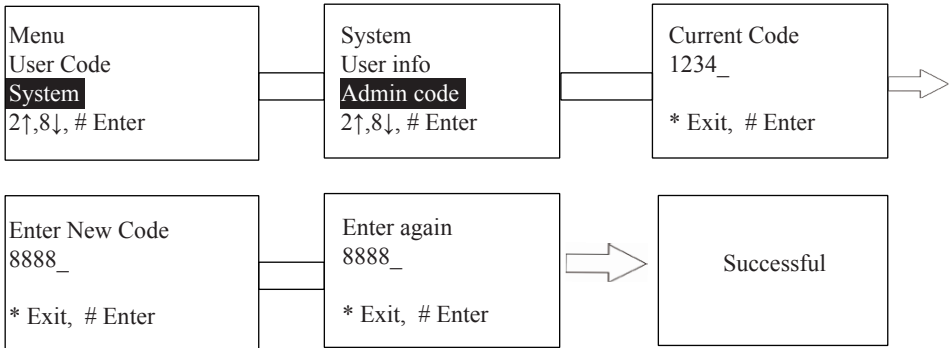 Menu
User Code
System
2↑,8↓, # Enter
System
User info
Admin code
2↑,8↓, # Enter
Current Code
1234_
* Exit, # Enter
Enter New Code
8888_
* Exit, # Enter
Enter again
8888_
* Exit, # Enter
Successful